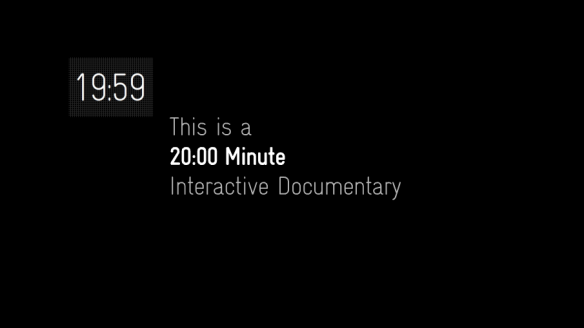 19:59
This is a
20:00 Minute
Interactive Documentary